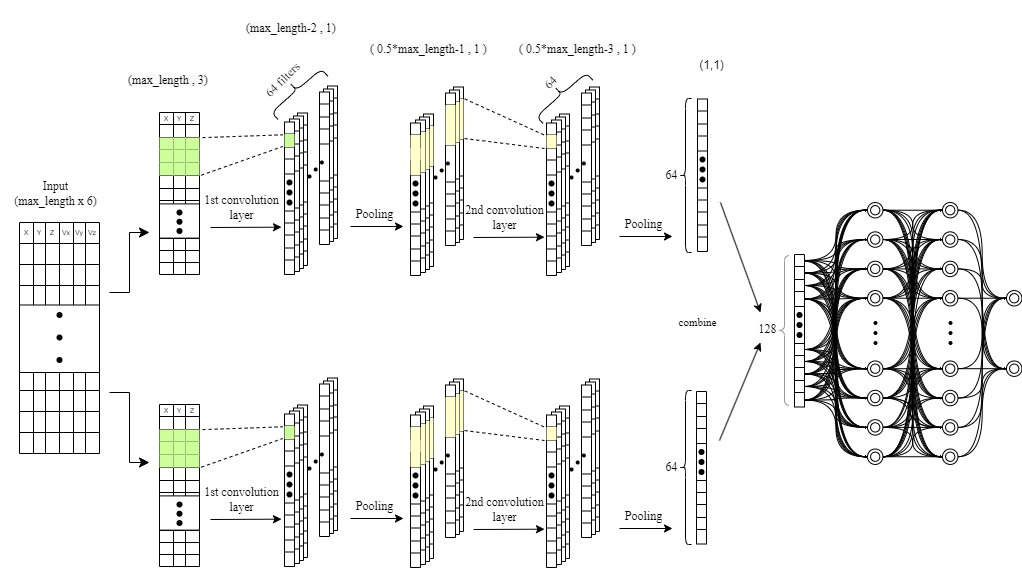 (max_length-2 , 1)
( 0.5*max_length-1 , 1 )
( 0.5*max_length-3 , 1 )
(1,1)
(max_length , 3)
64 filters
64
X Y Z
64
Input
(max_length x 6)
1st convolution
layer
Pooling
2nd convolution
layer
Pooling
X Y Z Vx Vy Vz
combine
128
X Y Z
64
1st convolution
layer
Pooling
2nd convolution
layer
Pooling